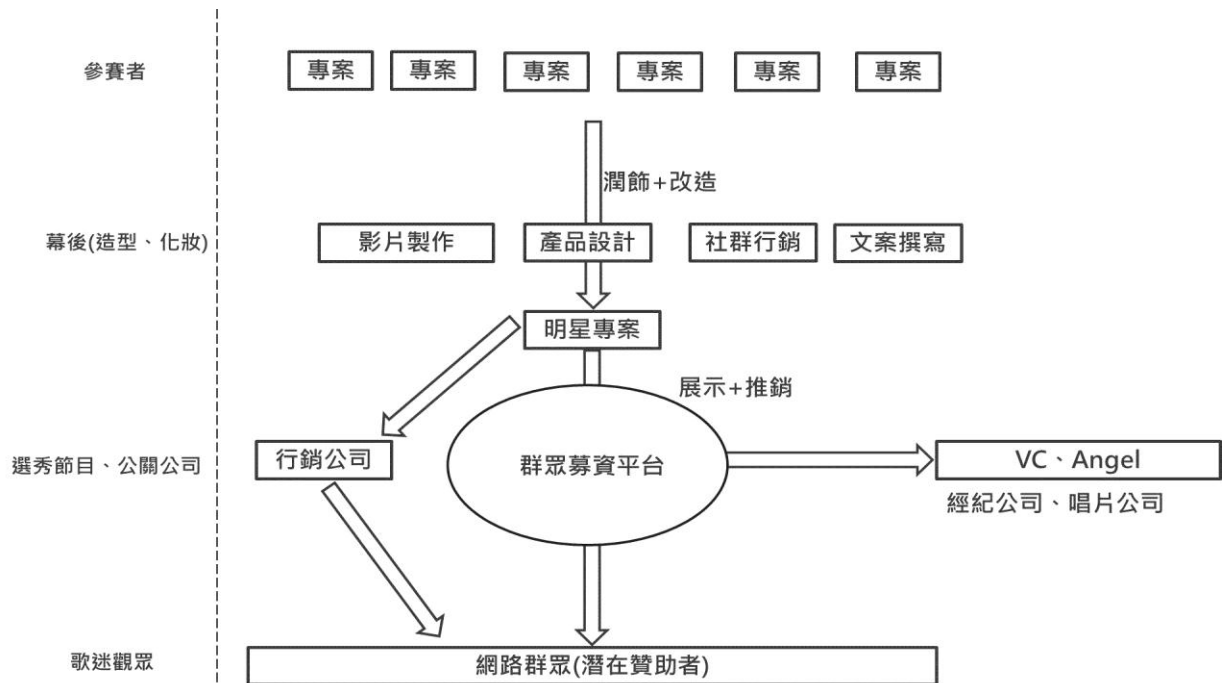 參賽者
專案
專案
專案
專案
專案
專案
潤飾+改造
幕後(造型、化妝)
影片製作
產品設計
社群行銷
文案撰寫
明星專案
展示+推銷
選秀節目、公關公司
行銷公司
群眾募資平台
VC、Angel
經紀公司、唱片公司
歌迷觀眾
網路群眾(潛在贊助者)